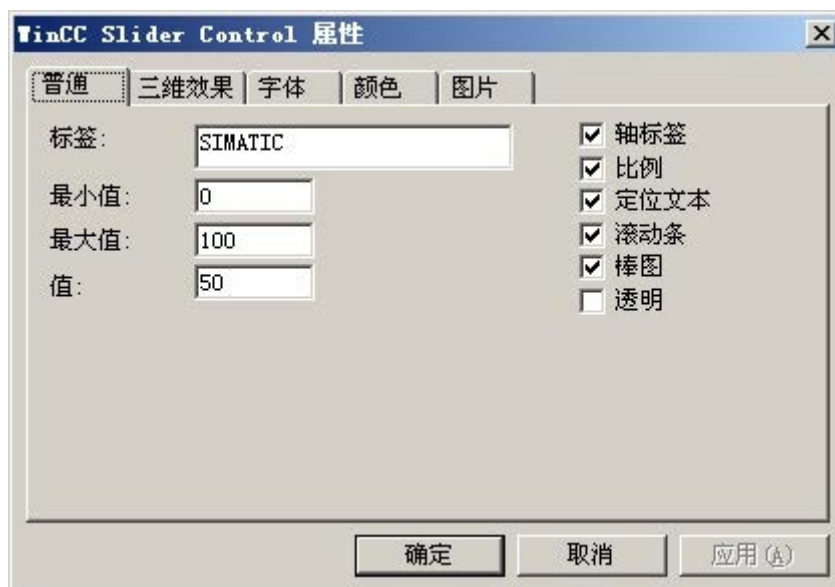 WinCC Slider Control 属性
普通 三维效果 字体 颜色 图片
标签: SIMATIC
最小值: 0
最大值: 100
值: 50
轴标签
比例
定位文本
滚动条
棒图
透明
确定 取消 应用(A)